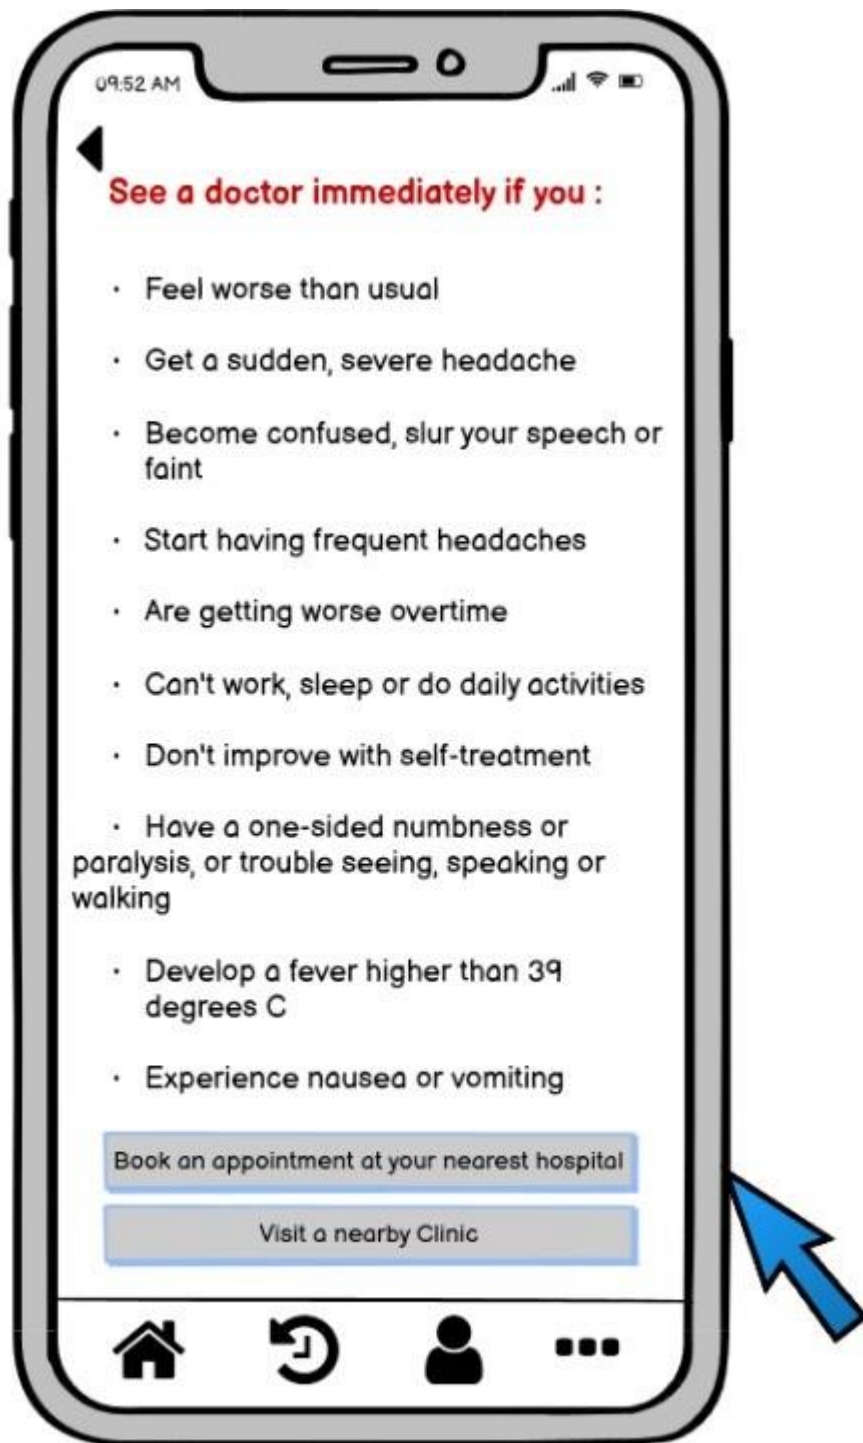 09:52 AM
See a doctor immediately if you :
· Feel worse than usual
· Get a sudden, severe headache
· Become confused, slur your speech or
faint
· Start having frequent headaches
· Are getting worse overtime
· Can't work, sleep or do daily activities
· Don't improve with self-treatment
· Have a one-sided numbness or
paralysis, or trouble seeing, speaking or
walking
· Develop a fever higher than 39
degrees C
· Experience nausea or vomiting
Book an appointment at your nearest hospital
Visit a nearby Clinic